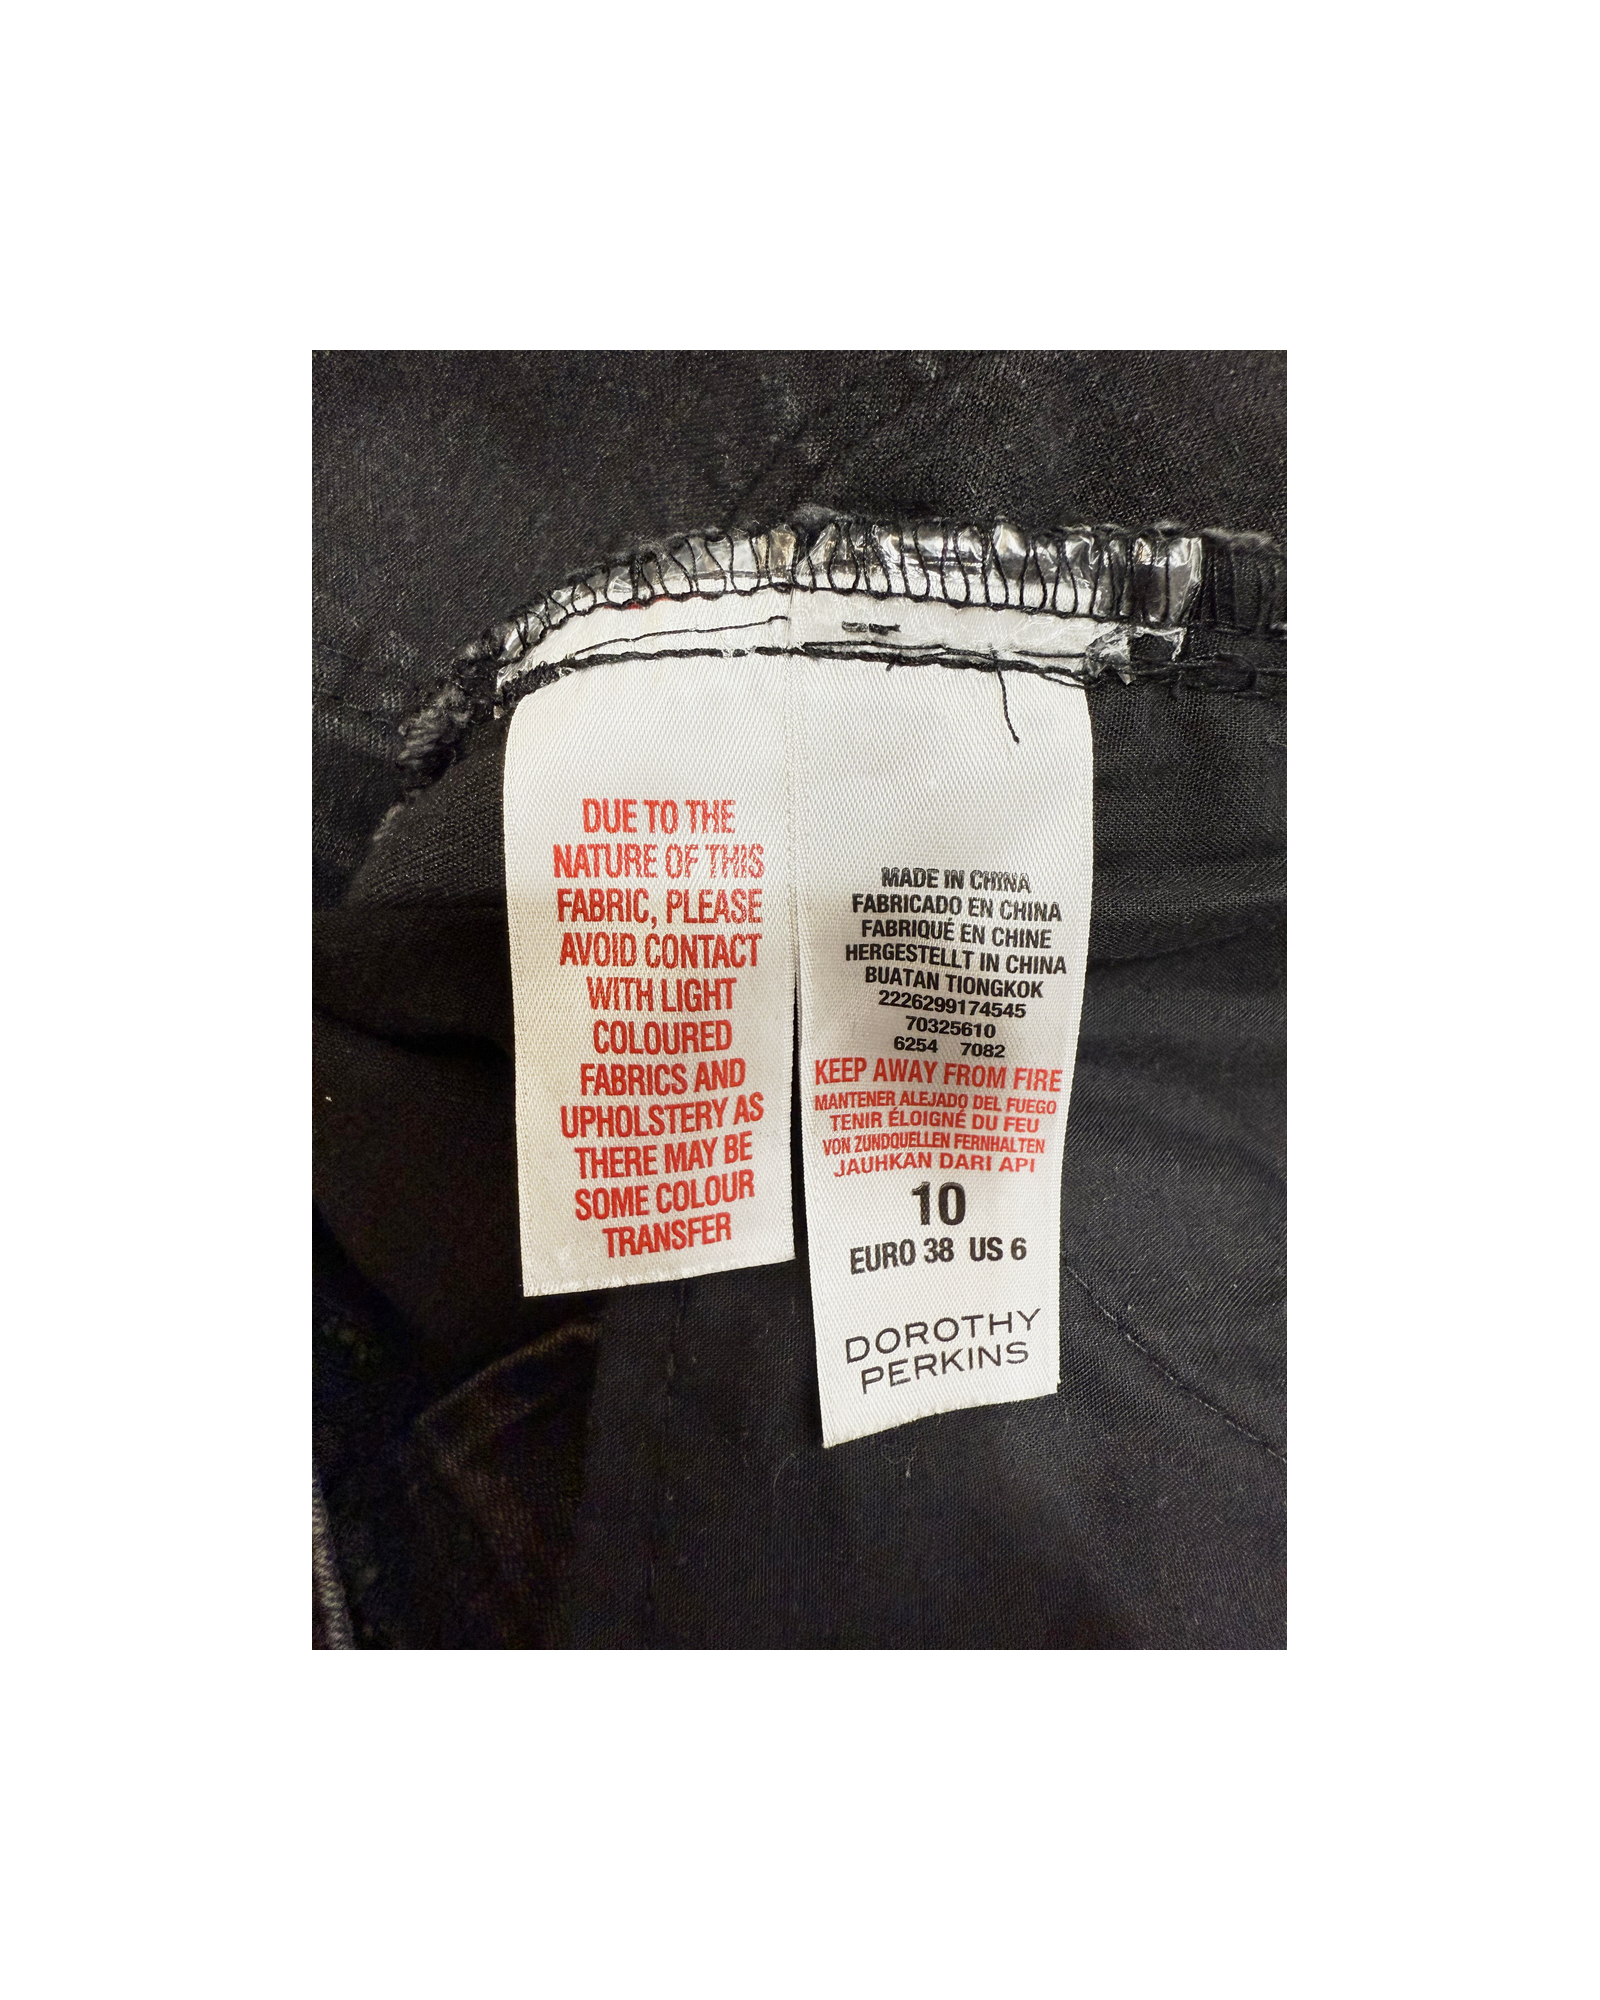 DUE TO THE
NATURE OF THIS
FABRIC, PLEASE
AVOID CONTACT
WITH LIGHT
COLOURED
FABRICS AND
UPHOLSTERY AS
THERE MAY BE
SOME COLOUR
TRANSFER
MADE IN CHINA
FABRICADO EN CHINA
FABRIQUÉ EN CHINE
HERGESTELLT IN CHINA
BUATAN TIONGKOK
2226299174545
70325610
6254 7082
KEEP AWAY FROM FIRE
MANTENER ALEJADO DEL FUEGO
TENIR ÉLOIGNÉ DU FEU
VON ZUNDQUELLEN FERNHALTEN
JAUHKAN DARI API
10
EURO 38 US 6
DOROTHY
PERKINS